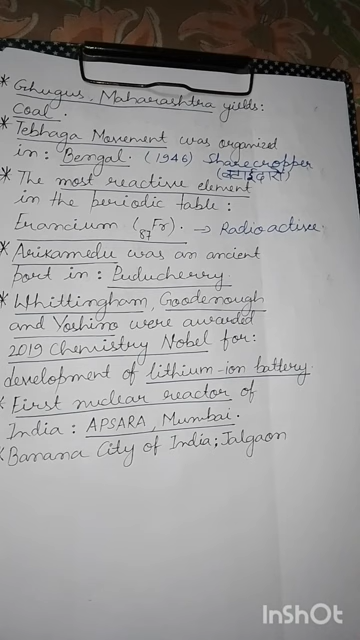 * Ghugus, Maharashtra yields:
Coal.
* Tebhaga Movement was organized
in: Bengal. (1946) Sharecropper
(बटाईदारों)
* The most reactive element
in the periodic table:
Francium (87Fr). → Radioactive.
* Arikamedu was an ancient
port in: Puducherry.
* Whittingham, Goodenough
and Yoshino were awarded
2019 Chemistry Nobel for:
development of lithium-ion battery.
* First nuclear reactor of
India: APSARA, Mumbai.
* Banana City of India; Jalgaon
InShOt